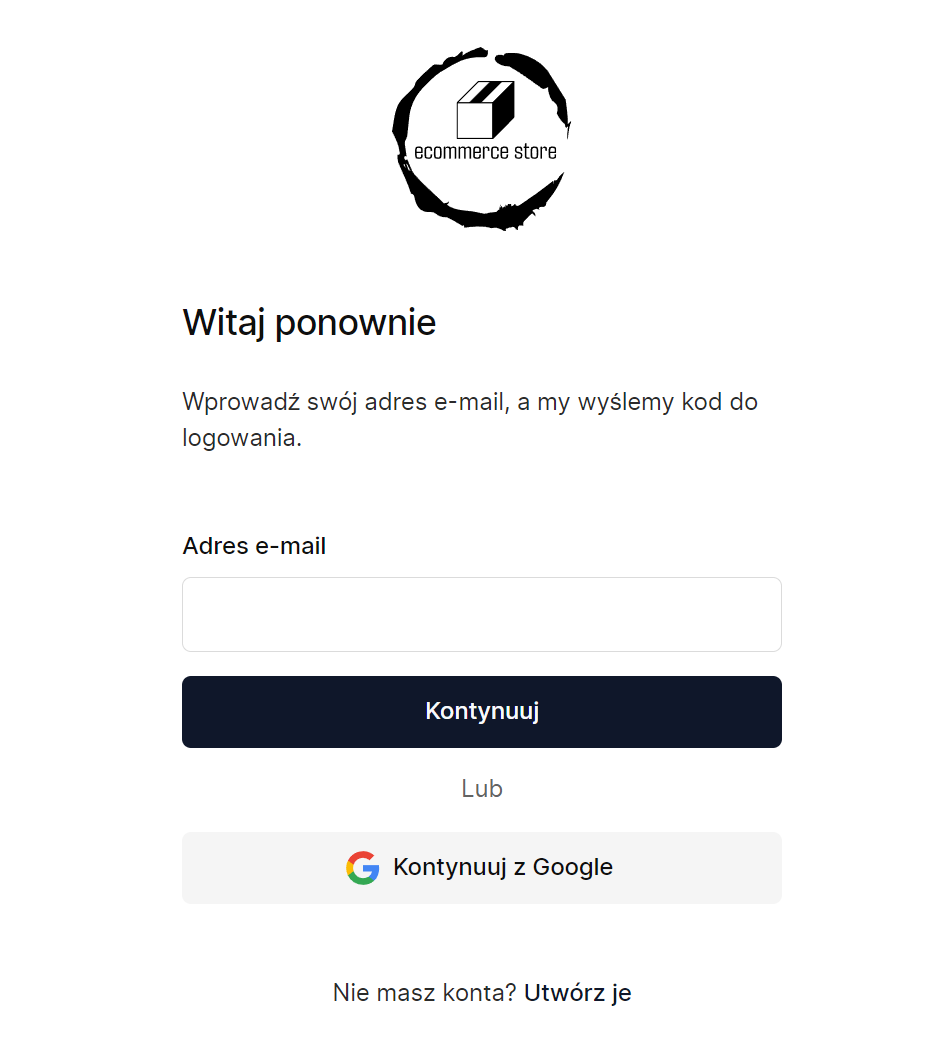 ecommerce store
Witaj ponownie
Wprowadź swój adres e-mail, a my wyślemy kod do
logowania.
Adres e-mail
Kontynuuj
Lub
Kontynuuj z Google
Nie masz konta? Utwórz je